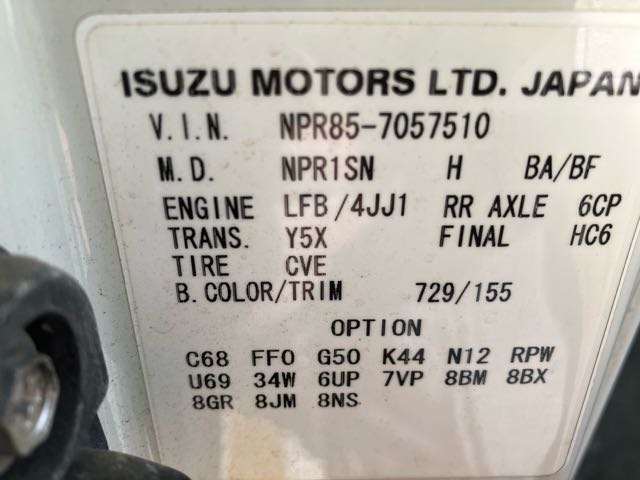 ISUZU MOTORS LTD. JAPAN
V.I.N. NPR85-7057510
M.D. NPR1SN H BA/BF
ENGINE LFB/4JJ1 RR AXLE 6CP
TRANS. Y5X FINAL HC6
TIRE CVE
B.COLOR/TRIM 729/155
OPTION
C68 FF0 G50 K44 N12 RPW
U69 34W 6UP 7VP 8BM 8BX
8GR 8JM 8NS